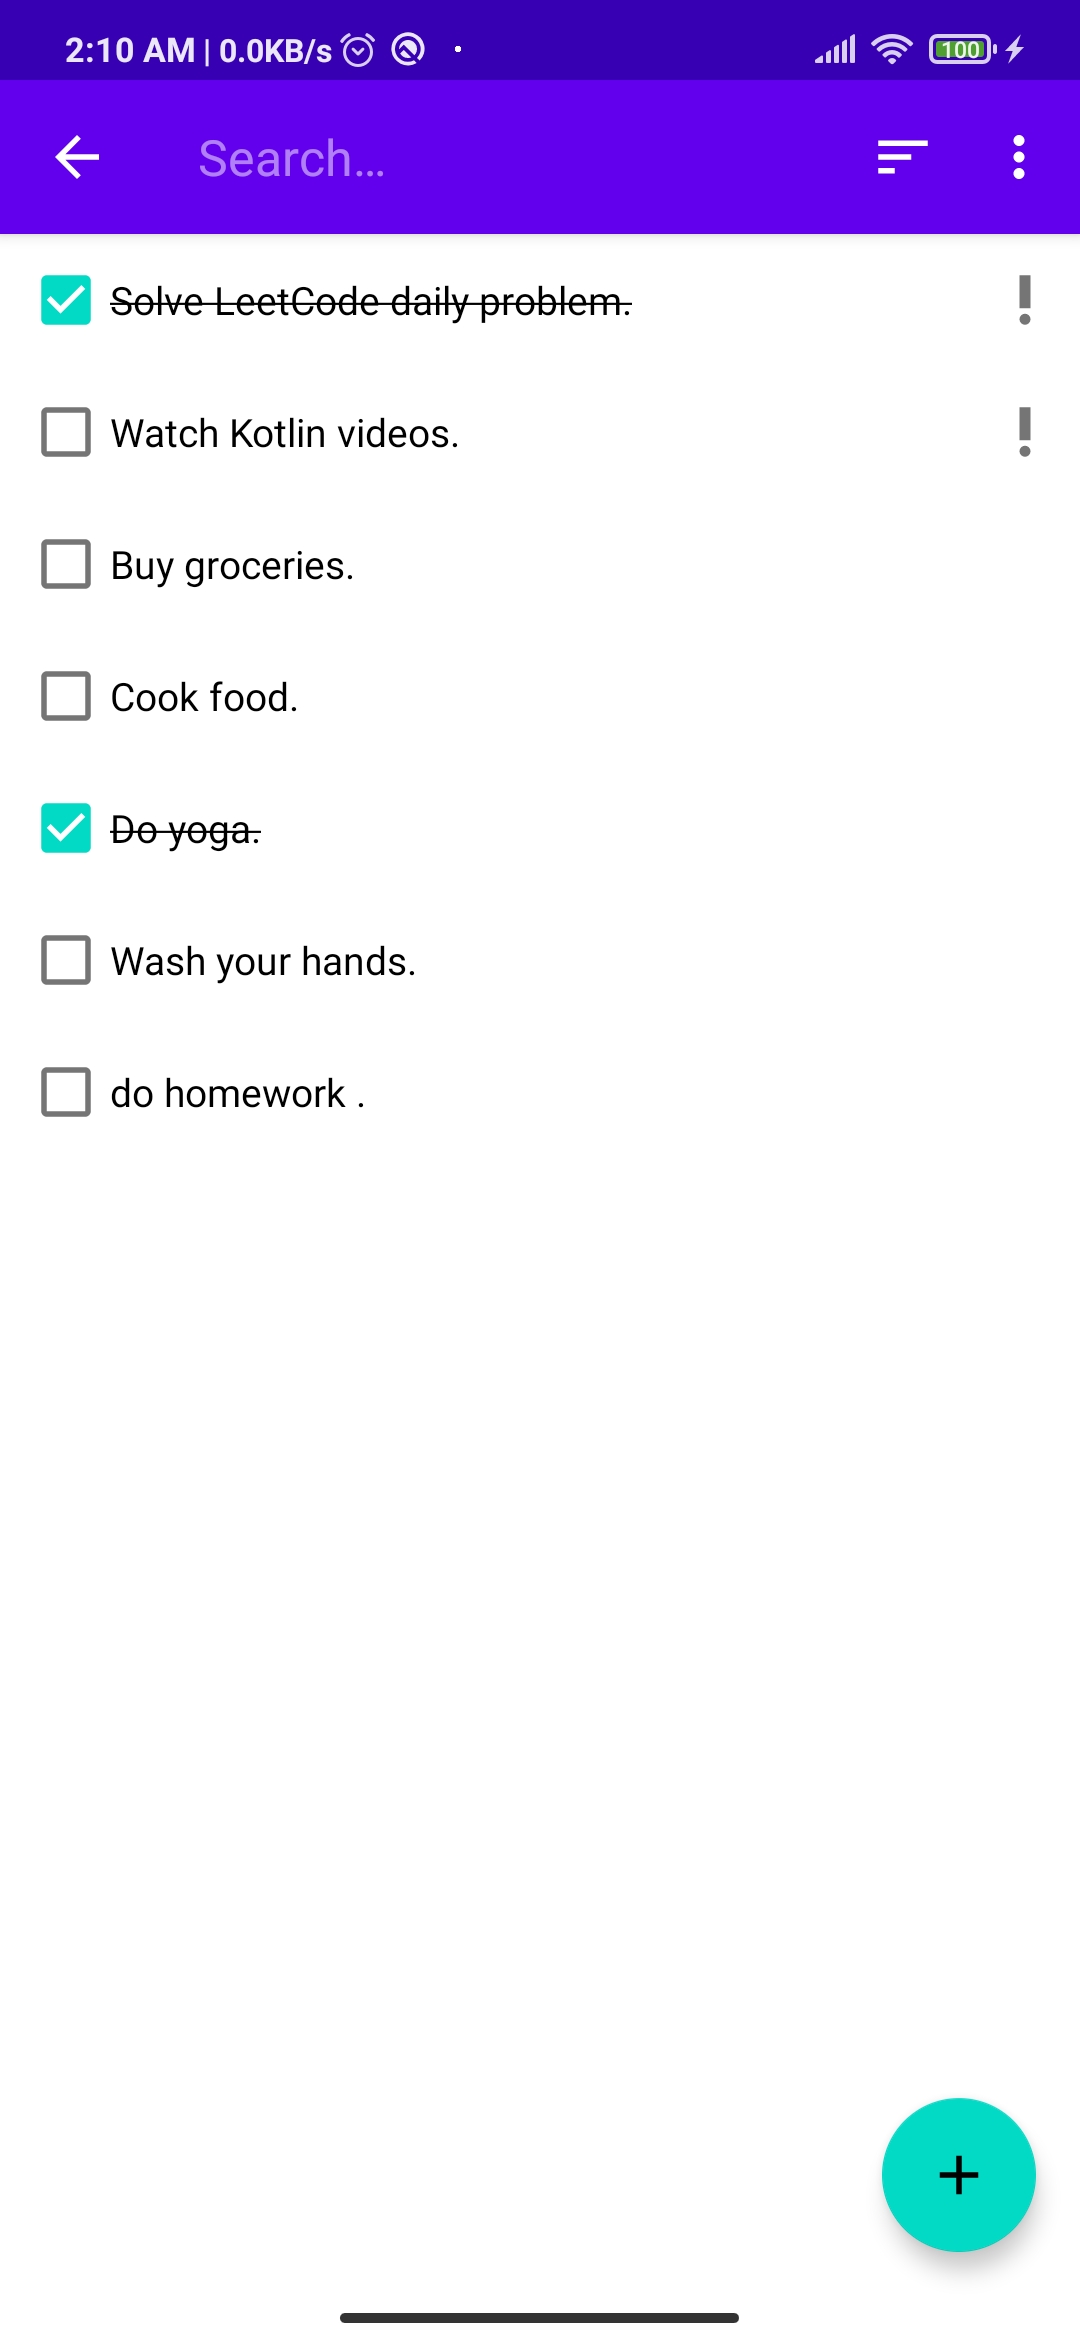 2:10 AM | 0.0KB/s 100
Search...
Solve LeetCode daily problem.
Watch Kotlin videos.
Buy groceries.
Cook food.
Do yoga.
Wash your hands.
do homework .